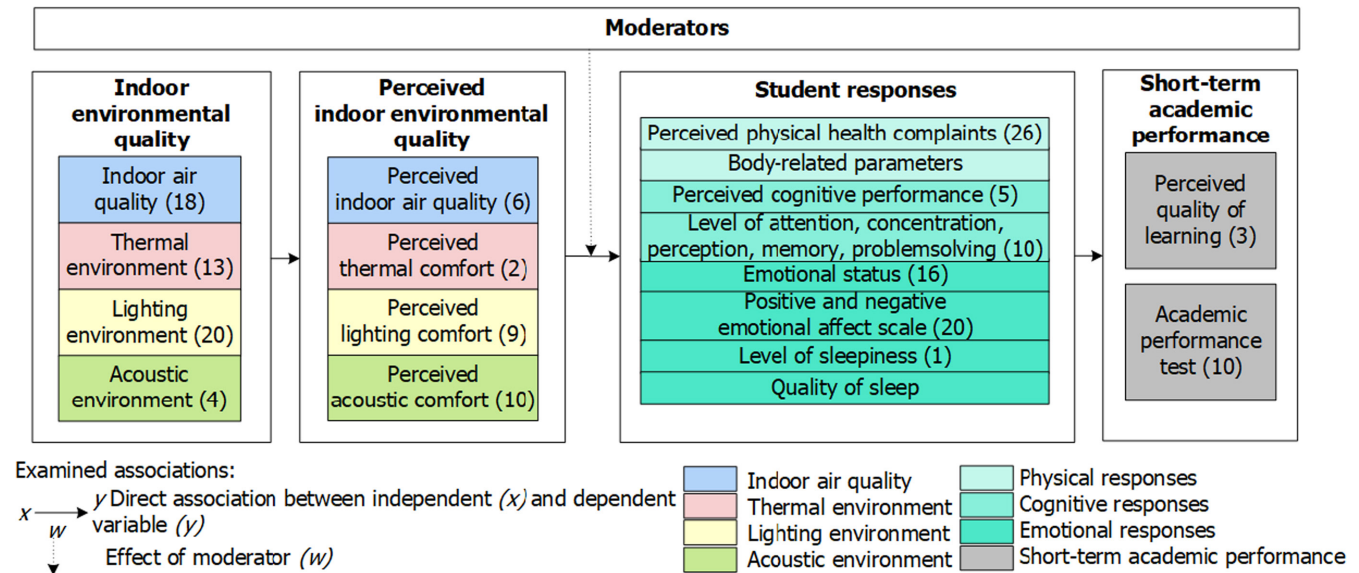 Moderators
Indoor
environmental
quality
Indoor air
quality (18)
Thermal
environment (13)
Lighting
environment (20)
Acoustic
environment (4)
Perceived
indoor environmental
quality
Perceived
indoor air quality (6)
Perceived
thermal comfort (2)
Perceived
lighting comfort (9)
Perceived
acoustic comfort (10)
Student responses
Perceived physical health complaints (26)
Body-related parameters
Perceived cognitive performance (5)
Level of attention, concentration,
perception, memory, problemsolving (10)
Emotional status (16)
Positive and negative
emotional affect scale (20)
Level of sleepiness (1)
Quality of sleep
Short-term
academic
performance
Perceived
quality of
learning (3)
Academic
performance
test (10)
Examined associations:
x y Direct association between independent (x) and dependent
variable (y)
w
Effect of moderator (w)
Indoor air quality
Thermal environment
Lighting environment
Acoustic environment
Physical responses
Cognitive responses
Emotional responses
Short-term academic performance